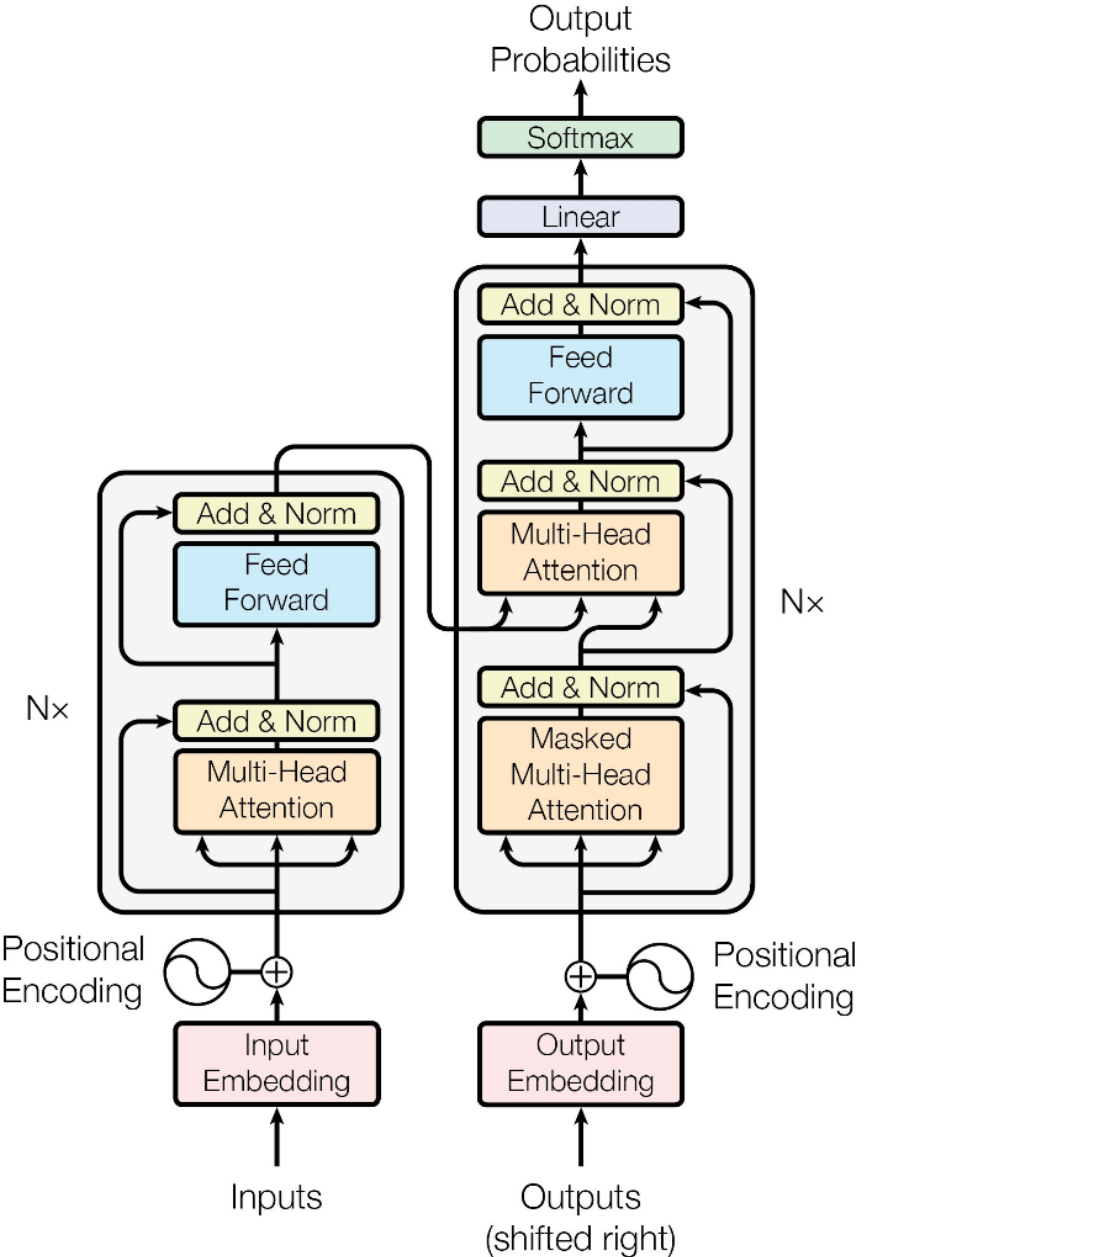 Output
Probabilities
Softmax
Linear
Add & Norm
Feed
Forward
Add & Norm
Multi-Head
Attention
Add & Norm
Masked
Multi-Head
Attention
N×
Add & Norm
Feed
Forward
Add & Norm
Multi-Head
Attention
N×
Positional
Encoding
Positional
Encoding
Input
Embedding
Output
Embedding
Inputs
Outputs
(shifted right)